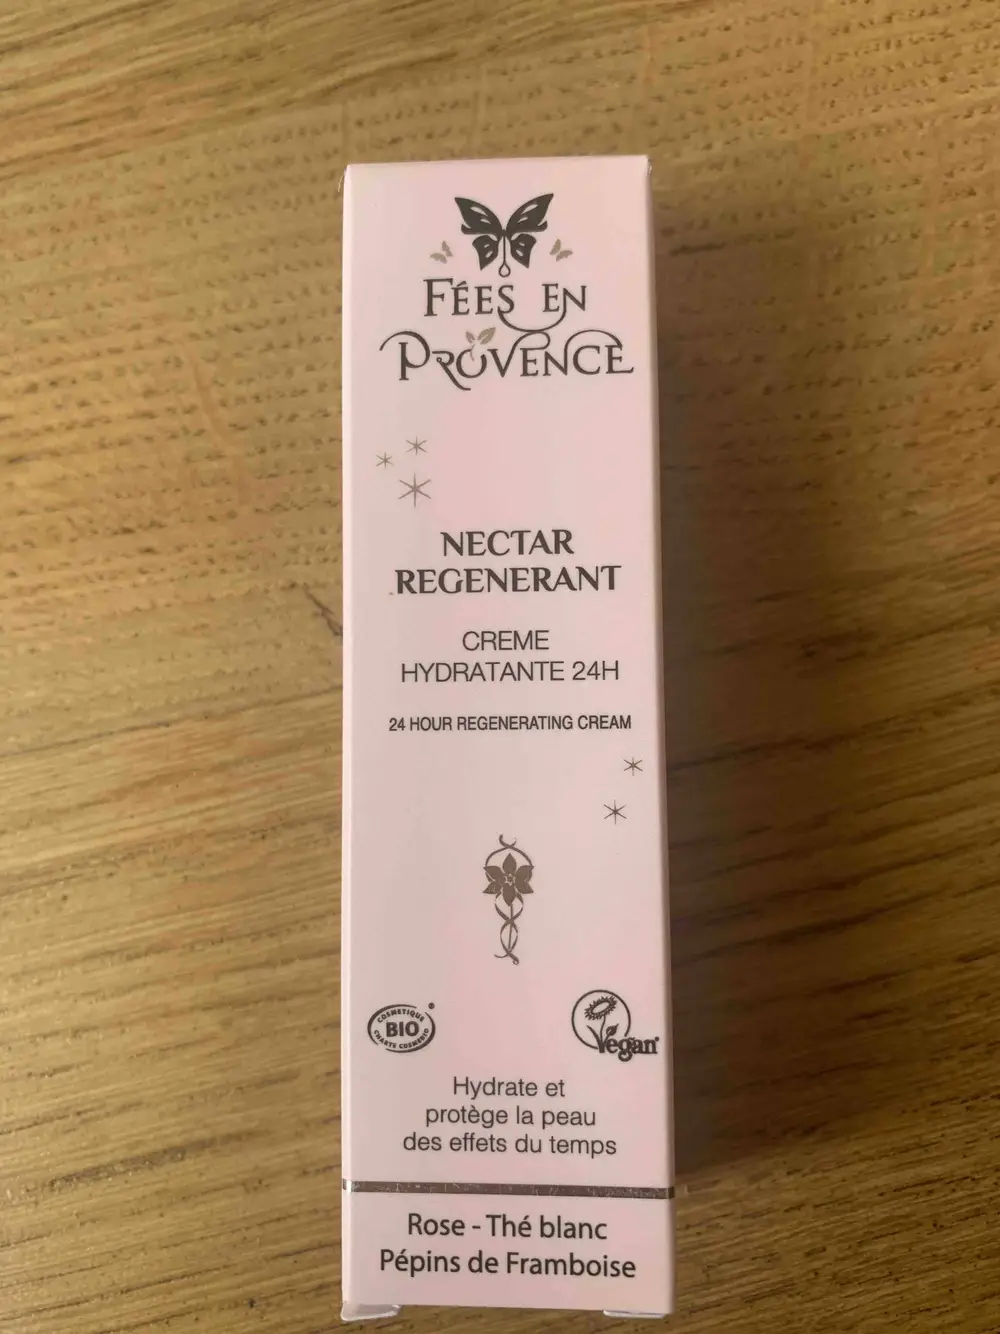 FÉES EN
PROVENCE
NECTAR
REGENERANT
CREME
HYDRATANTE 24H
24 HOUR REGENERATING CREAM
COSMETIQUE
BIO
CHARTE COSMEBIO
Vegan
Hydrate et
protège la peau
des effets du temps
Rose - Thé blanc
Pépins de Framboise